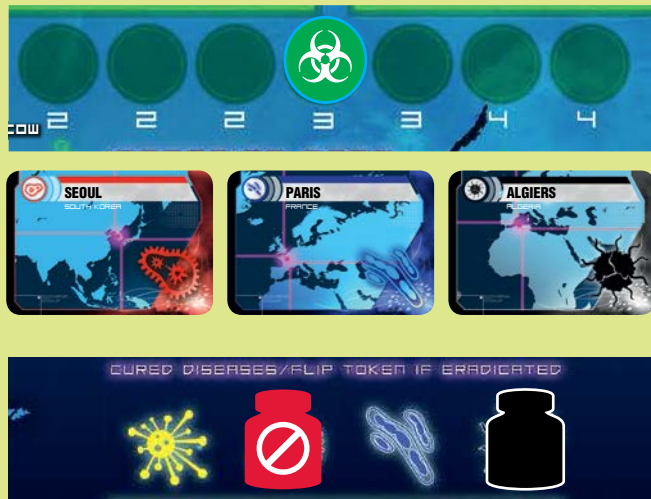 2 2 2 3 3 4 4
COW
SEOUL
SOUTH KOREA
PARIS
FRANCE
ALGIERS
ALGERIA
CURED DISEASES/FLIP TOKEN IF ERADICATED